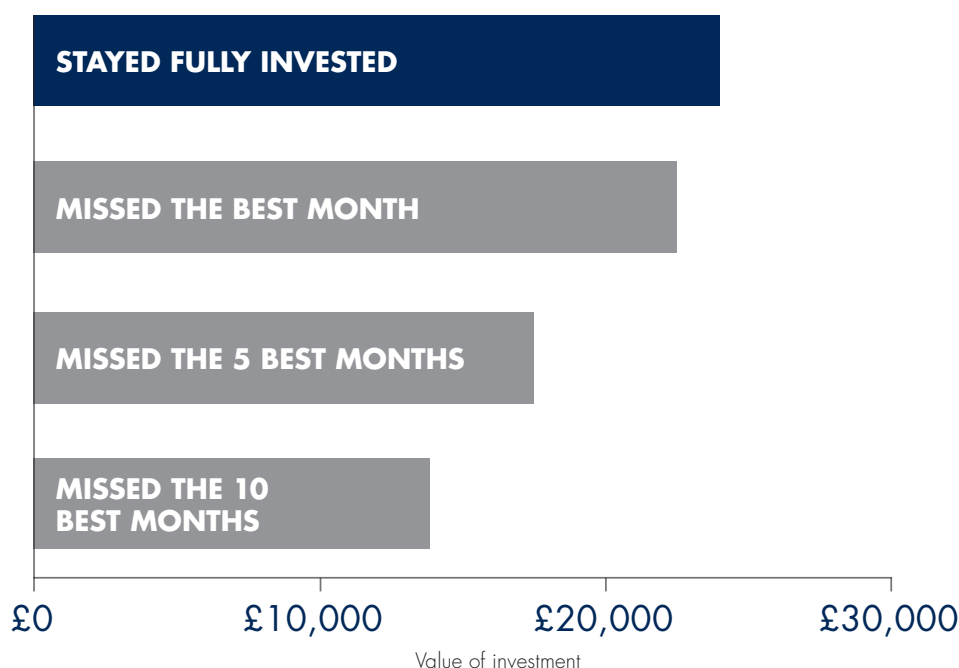 STAYED FULLY INVESTED
MISSED THE BEST MONTH
MISSED THE 5 BEST MONTHS
MISSED THE 10
BEST MONTHS
£0 £10,000 £20,000 £30,000
Value of investment